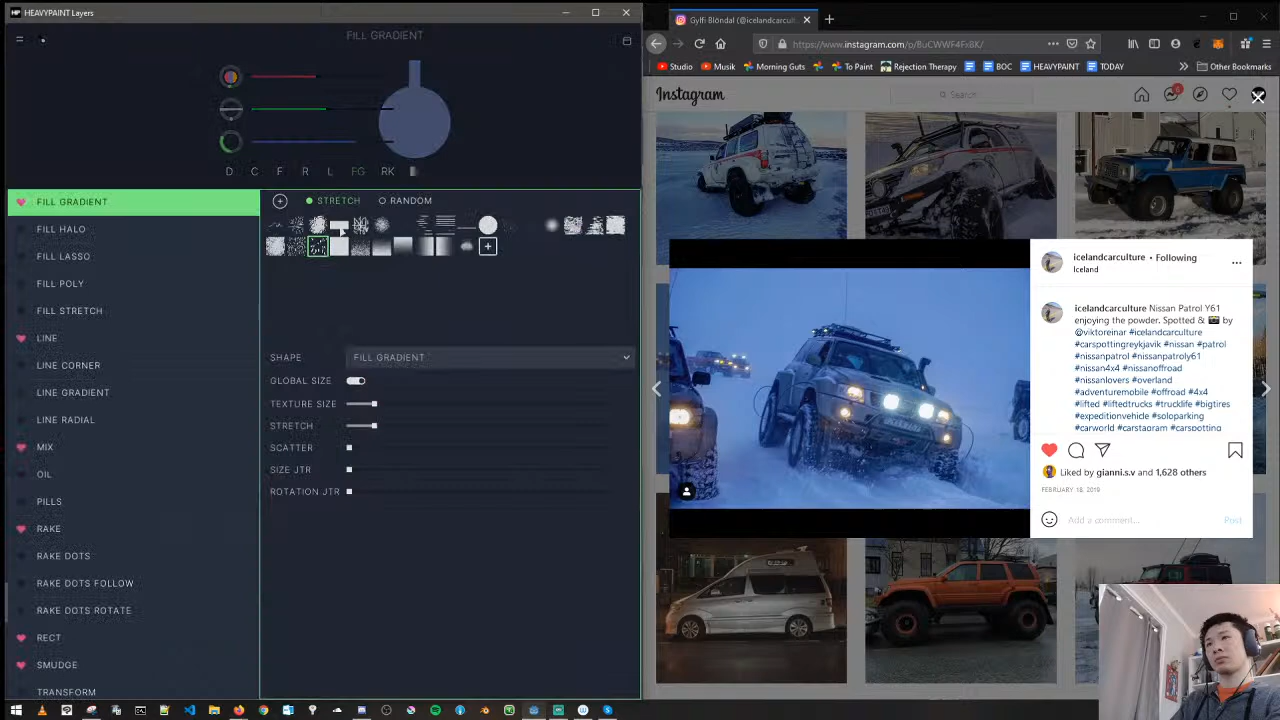 HP HEAVYPAINT Layers
FILL GRADIENT
D C F R L FG RK
FILL GRADIENT
FILL HALO
FILL LASSO
FILL POLY
FILL STRETCH
LINE
LINE CORNER
LINE GRADIENT
LINE RADIAL
MIX
OIL
PILLS
RAKE
RAKE DOTS
RAKE DOTS FOLLOW
RAKE DOTS ROTATE
RECT
SMUDGE
TRANSFORM
STRETCH
RANDOM
SHAPE
FILL GRADIENT
GLOBAL SIZE
TEXTURE SIZE
STRETCH
SCATTER
SIZE JTR
ROTATION JTR
Gylfi Blöndal (@icelandcarcult
https://www.instagram.com/p/BuCWWF4FxBK/
Studio
Musik
Morning Guts
To Paint
Rejection Therapy
BOC
HEAVYPAINT
TODAY
Other Bookmarks
Instagram
Search
icelandcarculture • Following
Iceland
icelandcarculture Nissan Patrol Y61
enjoying the powder. Spotted & by
@viktoreinar #icelandcarculture
#carspottingreykjavik #nissan #patrol
#nissanpatrol #nissanpatroly61
#nissan4x4 #nissanoffroad
#nissanlovers #overland
#adventuremobile #offroad #4x4
#lifted #liftedtrucks #trucklife #bigtires
#expeditionvehide #soloparking
#carworld #carstagram #carspotting
Liked by gianni.s.v and 1,628 others
FEBRUARY 18, 2019
Add a comment...
Post